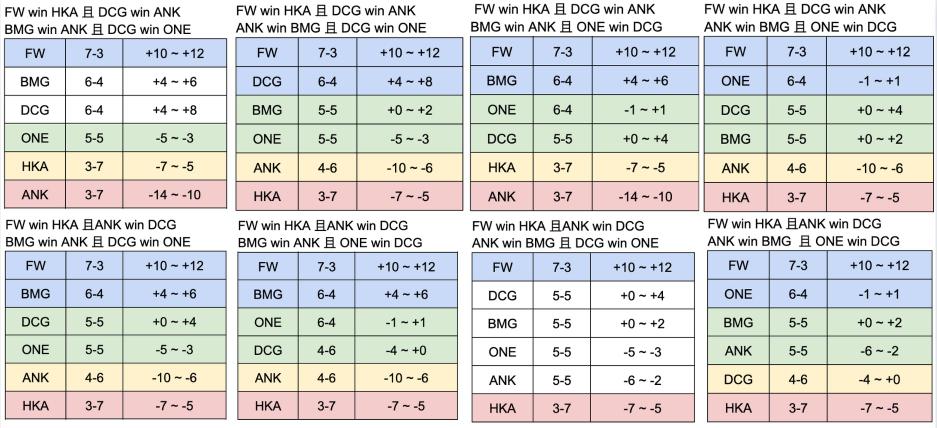 FW win HKA 且 DCG win ANK
BMG win ANK 且 DCG win ONE
FW 7-3 +10 ~ +12
BMG 6-4 +4 ~ +6
DCG 6-4 +4 ~ +8
ONE 5-5 -5 ~ -3
HKA 3-7 -7 ~ -5
ANK 3-7 -14 ~ -10
FW win HKA 且 DCG win ANK
ANK win BMG 且 DCG win ONE
FW 7-3 +10 ~ +12
DCG 6-4 +4 ~ +8
BMG 5-5 +0 ~ +2
ONE 5-5 -5 ~ -3
ANK 4-6 -10 ~ -6
HKA 3-7 -7 ~ -5
FW win HKA 且 DCG win ANK
BMG win ANK 且 ONE win DCG
FW 7-3 +10 ~ +12
BMG 6-4 +4 ~ +6
ONE 6-4 -1 ~ +1
DCG 5-5 +0 ~ +4
HKA 3-7 -7 ~ -5
ANK 3-7 -14 ~ -10
FW win HKA 且 DCG win ANK
ANK win BMG 且 ONE win DCG
FW 7-3 +10 ~ +12
ONE 6-4 -1 ~ +1
DCG 5-5 +0 ~ +4
BMG 5-5 +0 ~ +2
ANK 4-6 -10 ~ -6
HKA 3-7 -7 ~ -5
FW win HKA 且ANK win DCG
BMG win ANK 且 DCG win ONE
FW 7-3 +10 ~ +12
BMG 6-4 +4 ~ +6
DCG 5-5 +0 ~ +4
ONE 5-5 -5 ~ -3
ANK 4-6 -10 ~ -6
HKA 3-7 -7 ~ -5
FW win HKA 且ANK win DCG
BMG win ANK 且 ONE win DCG
FW 7-3 +10 ~ +12
BMG 6-4 +4 ~ +6
ONE 6-4 -1 ~ +1
DCG 4-6 -4 ~ +0
ANK 4-6 -10 ~ -6
HKA 3-7 -7 ~ -5
FW win HKA 且ANK win DCG
ANK win BMG 且 DCG win ONE
FW 7-3 +10 ~ +12
DCG 5-5 +0 ~ +4
BMG 5-5 +0 ~ +2
ONE 5-5 -5 ~ -3
ANK 5-5 -6 ~ -2
HKA 3-7 -7 ~ -5
FW win HKA 且ANK win DCG
ANK win BMG 且 ONE win DCG
FW 7-3 +10 ~ +12
ONE 6-4 -1 ~ +1
BMG 5-5 +0 ~ +2
ANK 5-5 -6 ~ -2
DCG 4-6 -4 ~ +0
HKA 3-7 -7 ~ -5